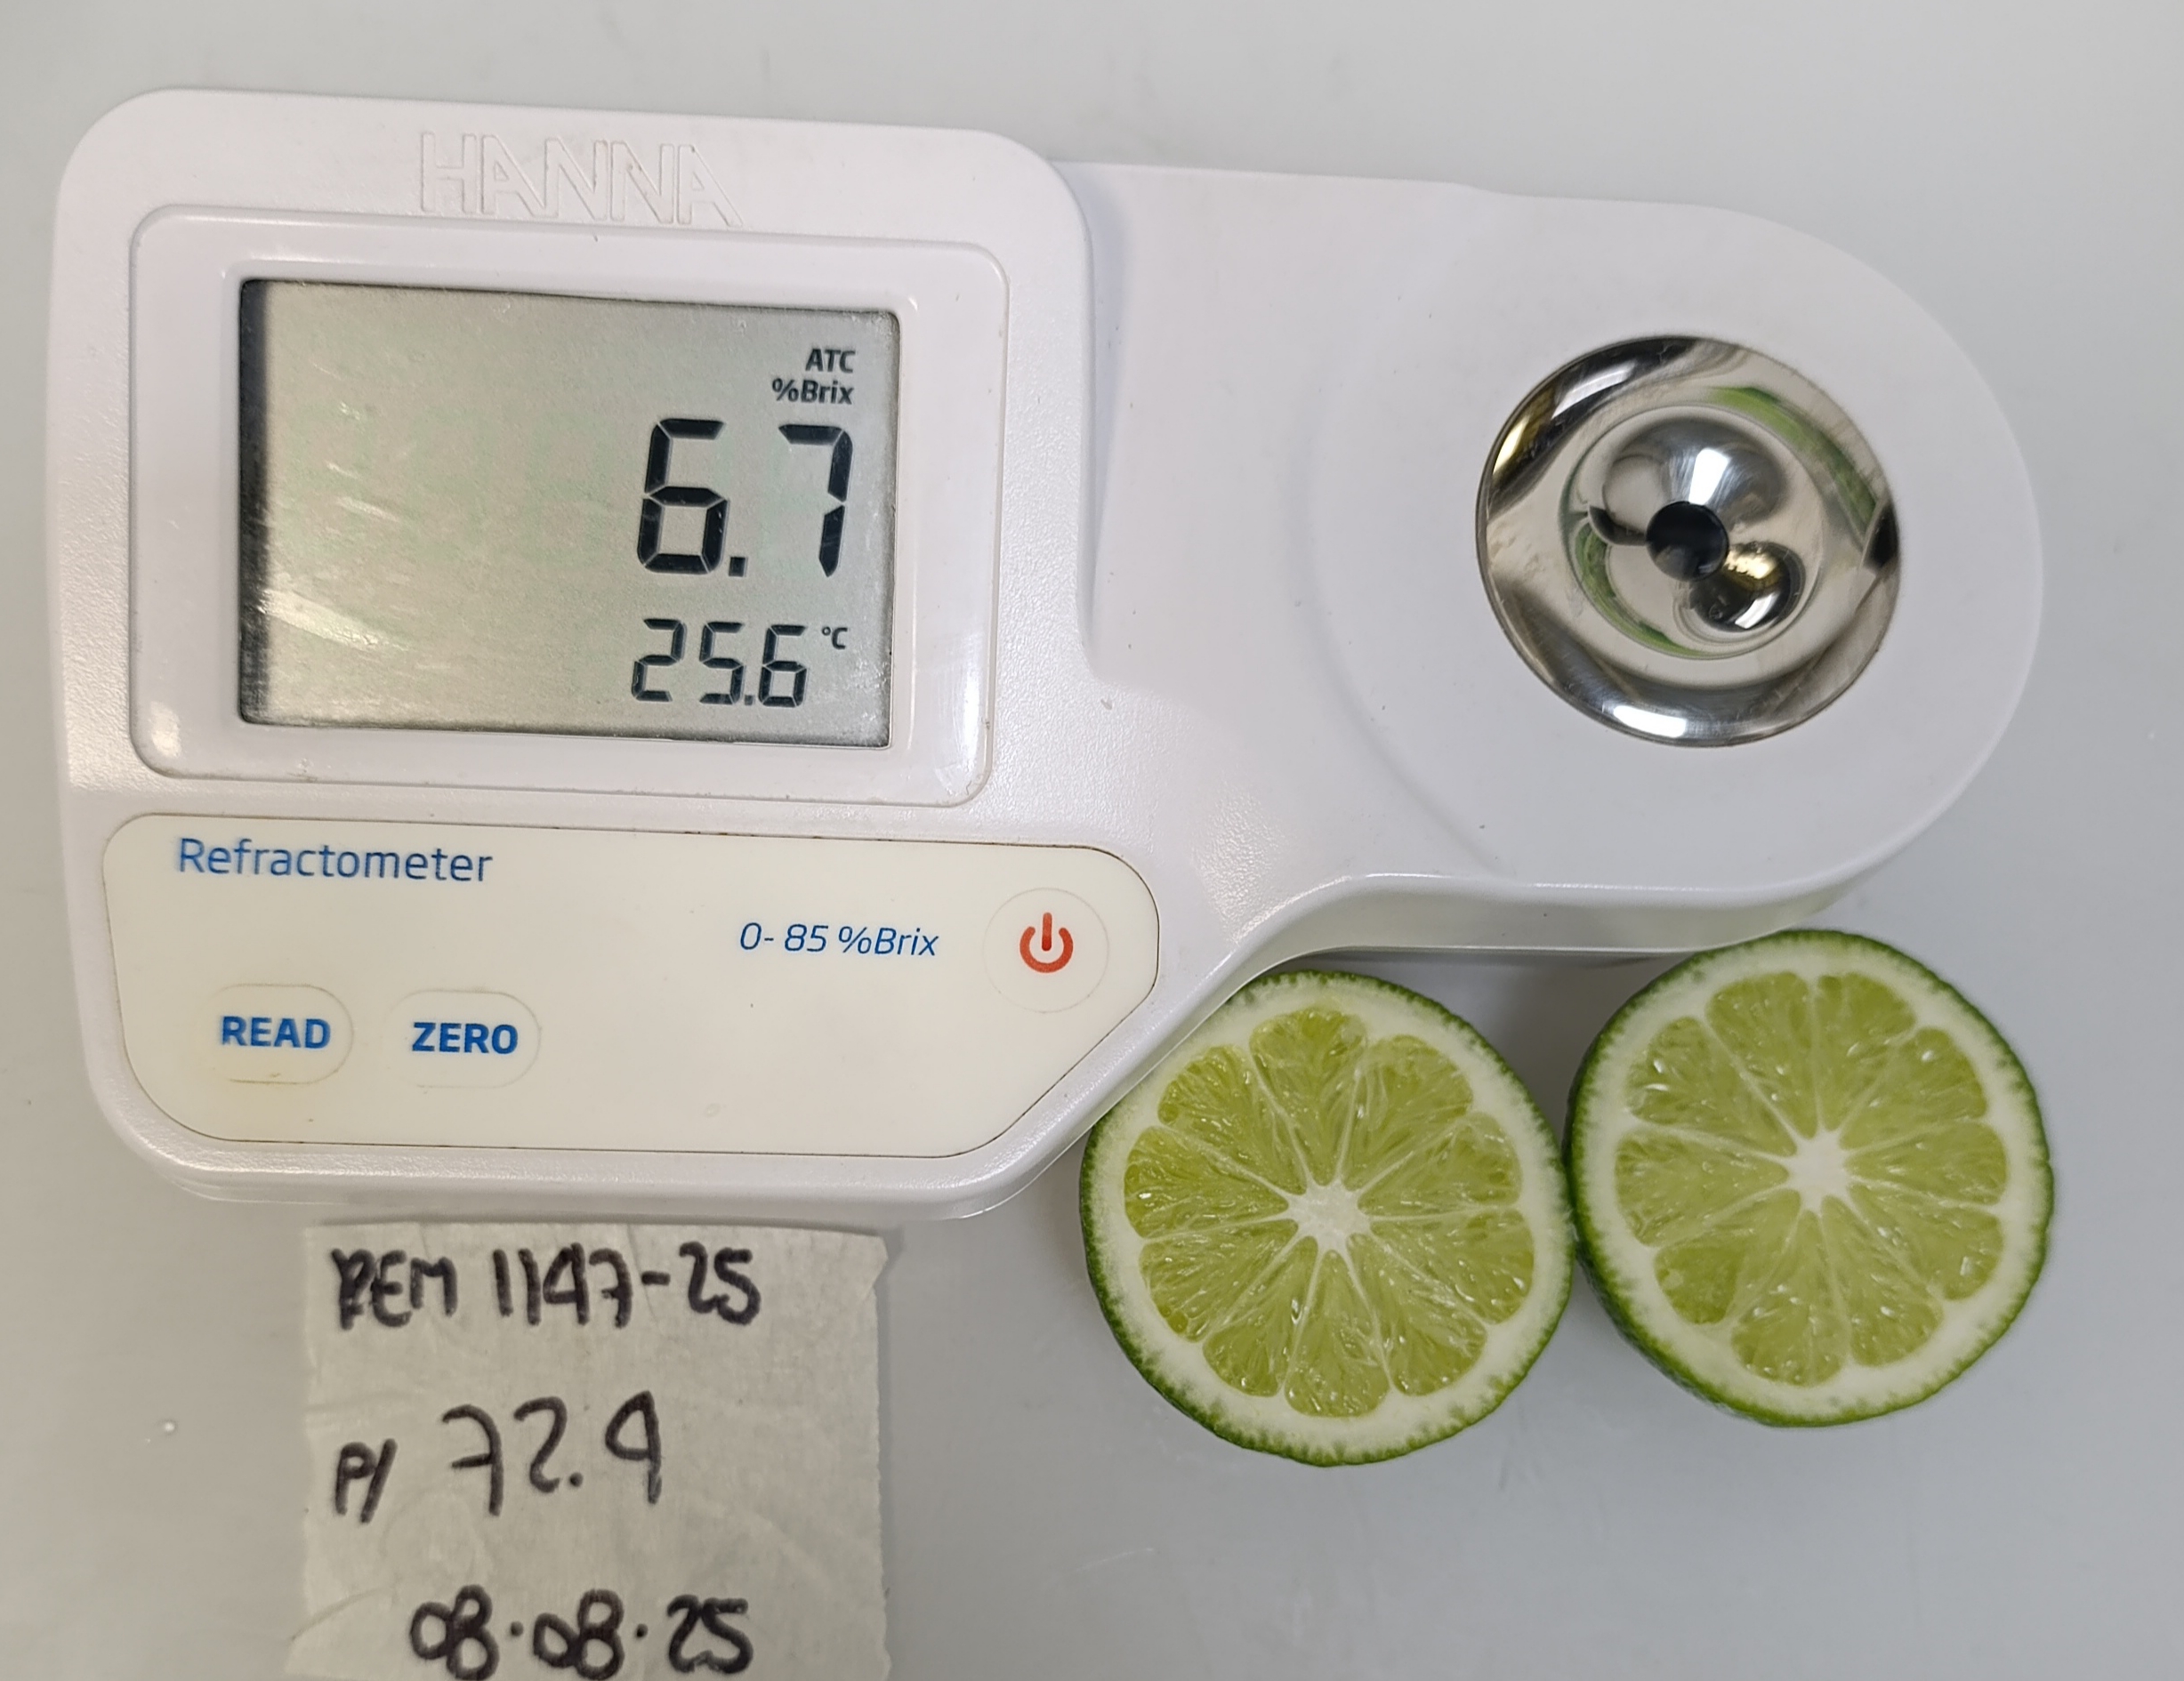 HANNA
ATC
%Brix
6.7
25.6 °C
Refractometer
0- 85 %Brix
READ ZERO
REM 1147-25
P/ 72.9
08.08.25